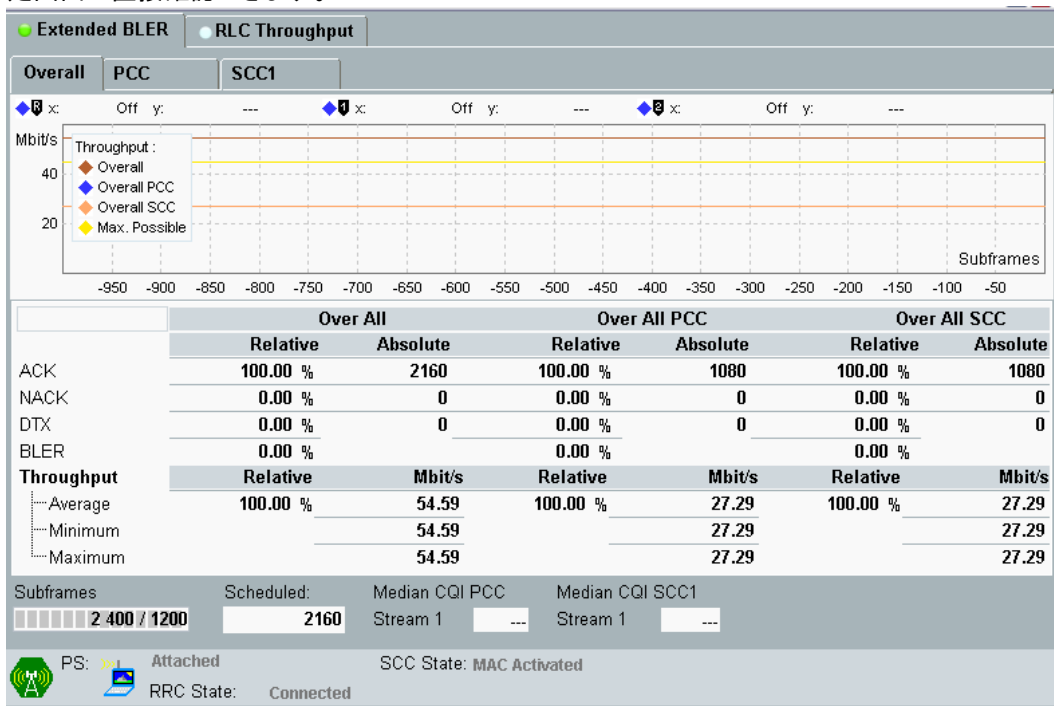 Extended BLER RLC Throughput
Overall PCC SCC1
R x: Off y: --- 1 x: Off y: --- 2 x: Off y: ---
Mbit/s
40
20
Throughput :
Overall
Overall PCC
Overall SCC
Max. Possible
Subframes
-950 -900 -850 -800 -750 -700 -650 -600 -550 -500 -450 -400 -350 -300 -250 -200 -150 -100 -50
Over All Over All PCC Over All SCC
Relative Absolute Relative Absolute Relative Absolute
ACK 100.00 % 2160 100.00 % 1080 100.00 % 1080
NACK 0.00 % 0 0.00 % 0 0.00 % 0
DTX 0.00 % 0 0.00 % 0 0.00 % 0
BLER 0.00 % 0.00 % 0.00 %
Throughput Relative Mbit/s Relative Mbit/s Relative Mbit/s
Average 100.00 % 54.59 100.00 % 27.29 100.00 % 27.29
Minimum 54.59 27.29 27.29
Maximum 54.59 27.29 27.29
Subframes Scheduled: Median CQI PCC Median CQI SCC1
2 400 / 1200 2160 Stream 1 --- Stream 1 ---
PS: Attached SCC State: MAC Activated
RRC State: Connected